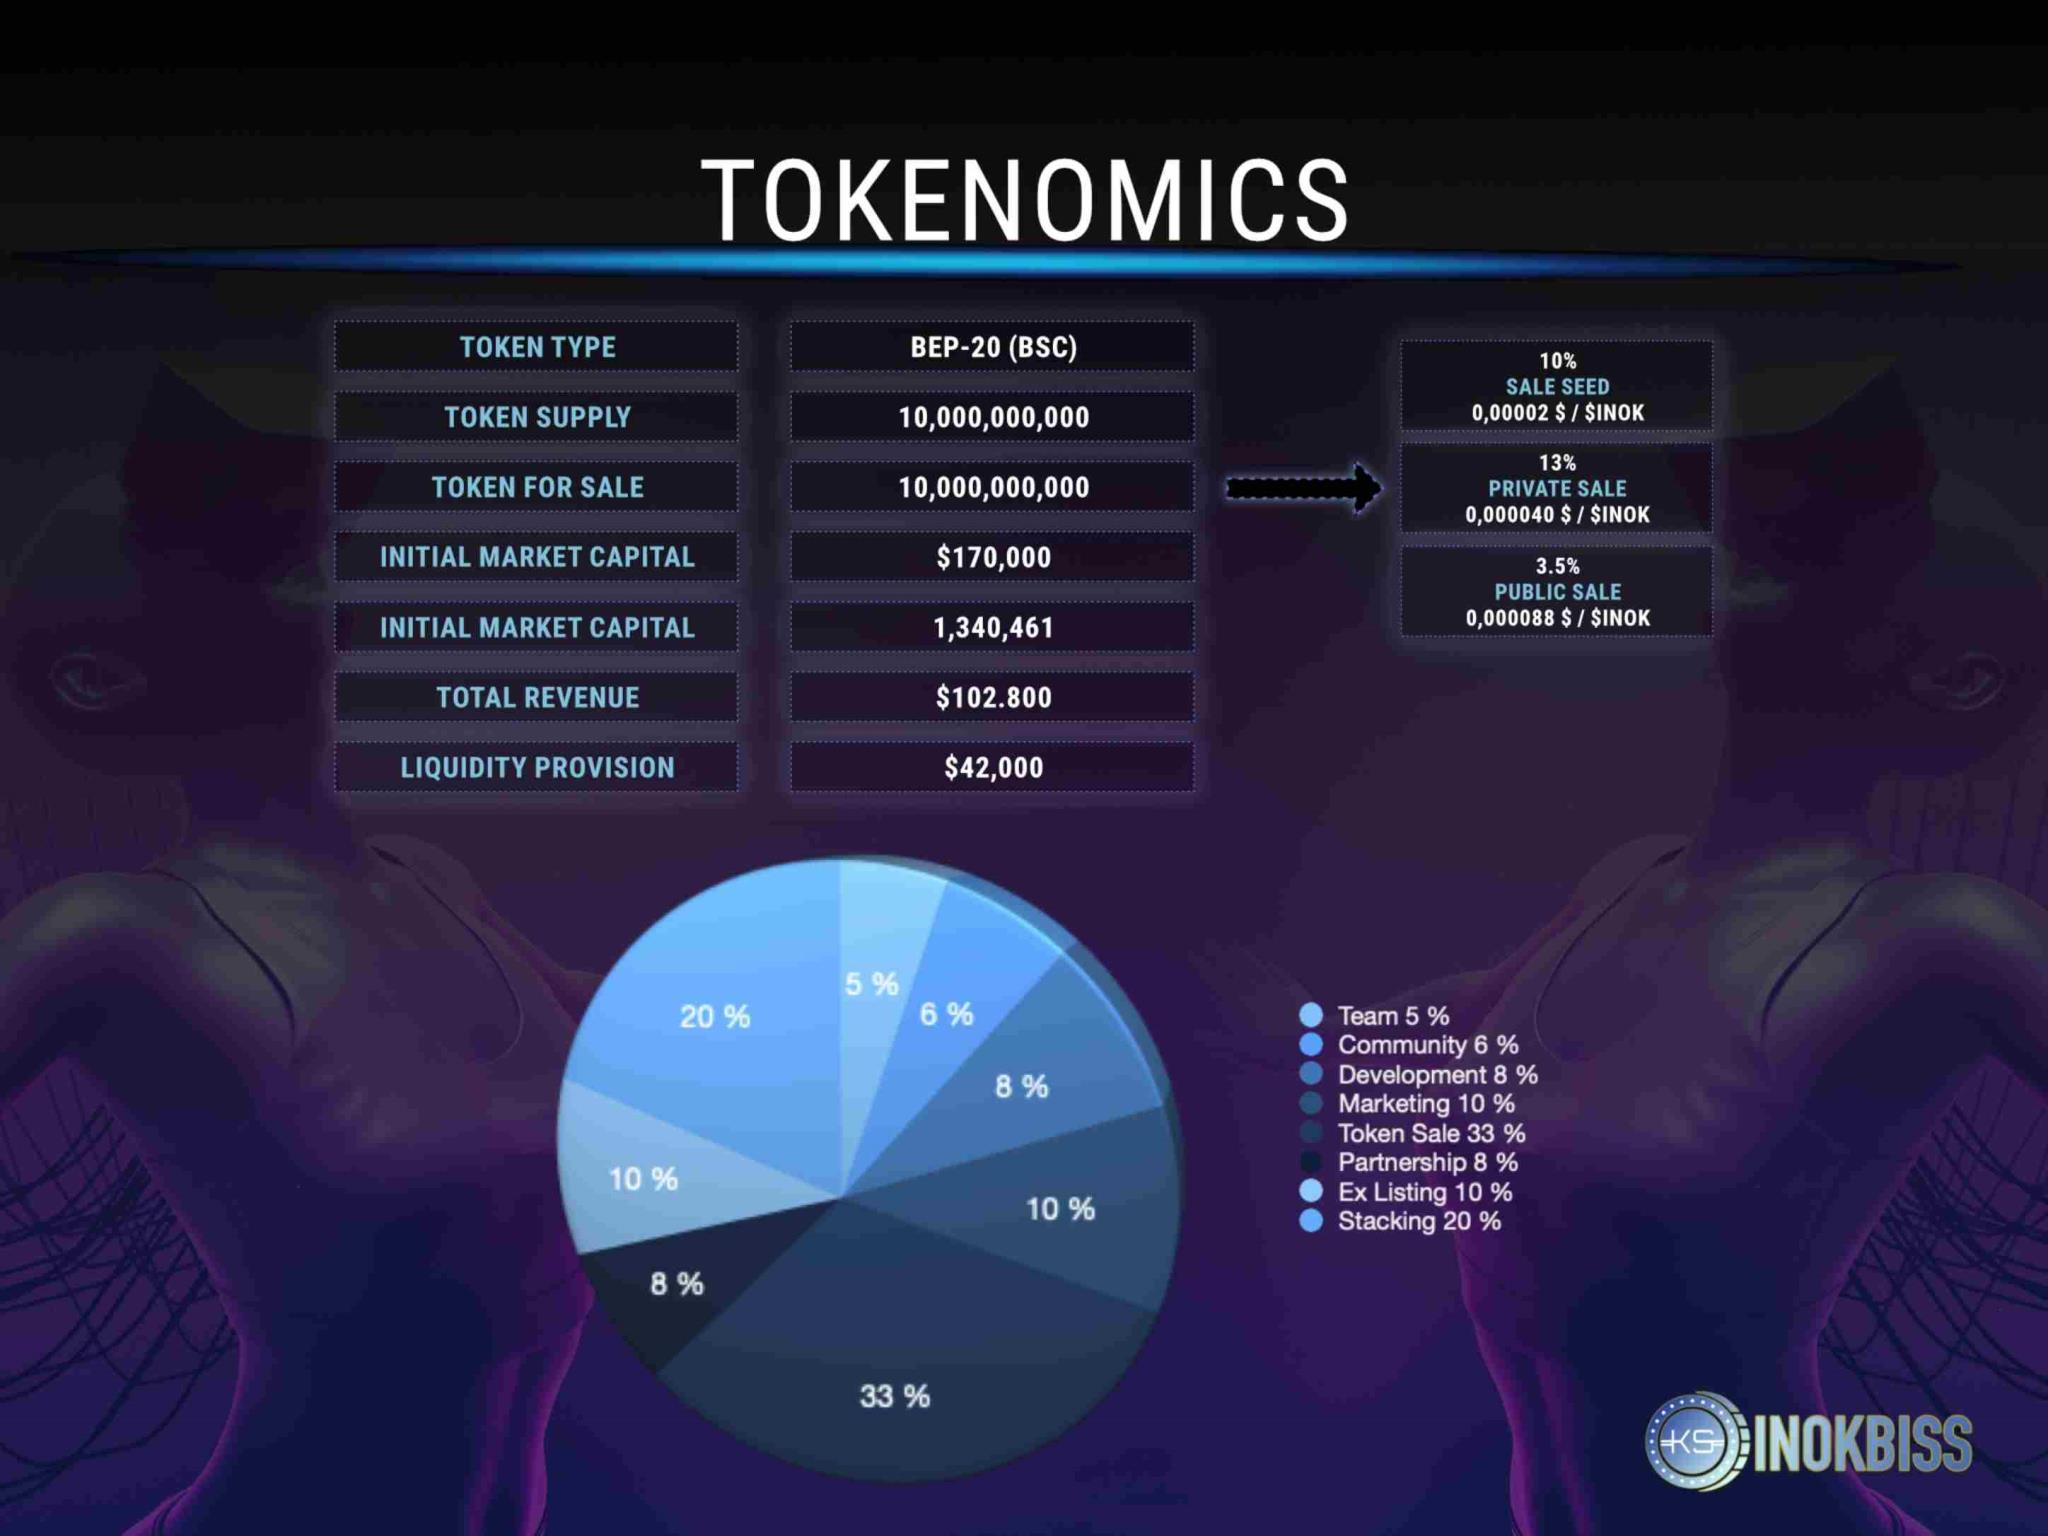 TOKENOMICS
TOKEN TYPE
BEP-20 (BSC)
TOKEN SUPPLY
10,000,000,000
TOKEN FOR SALE
10,000,000,000
INITIAL MARKET CAPITAL
$170,000
INITIAL MARKET CAPITAL
1,340,461
TOTAL REVENUE
$102.800
LIQUIDITY PROVISION
$42,000
10%
SALE SEED
0,00002 $ / $INOK
13%
PRIVATE SALE
0,000040 $ / $INOK
3.5%
PUBLIC SALE
0,000088 $ / $INOK
5 %
6 %
8 %
10 %
33 %
8 %
10 %
20 %
Team 5 %
Community 6 %
Development 8 %
Marketing 10 %
Token Sale 33 %
Partnership 8 %
Ex Listing 10 %
Stacking 20 %
KS
INOKBISS